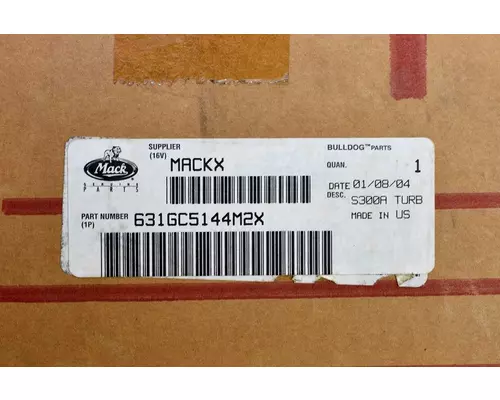 Mack
GENUINE
PARTS
SUPPLIER
(16V)
MACKX
BULLDOG™ PARTS
QUAN. 1
DATE 01/08/04
DESC. S300A TURB
MADE IN US
PART NUMBER
(1P)
631GC5144M2X